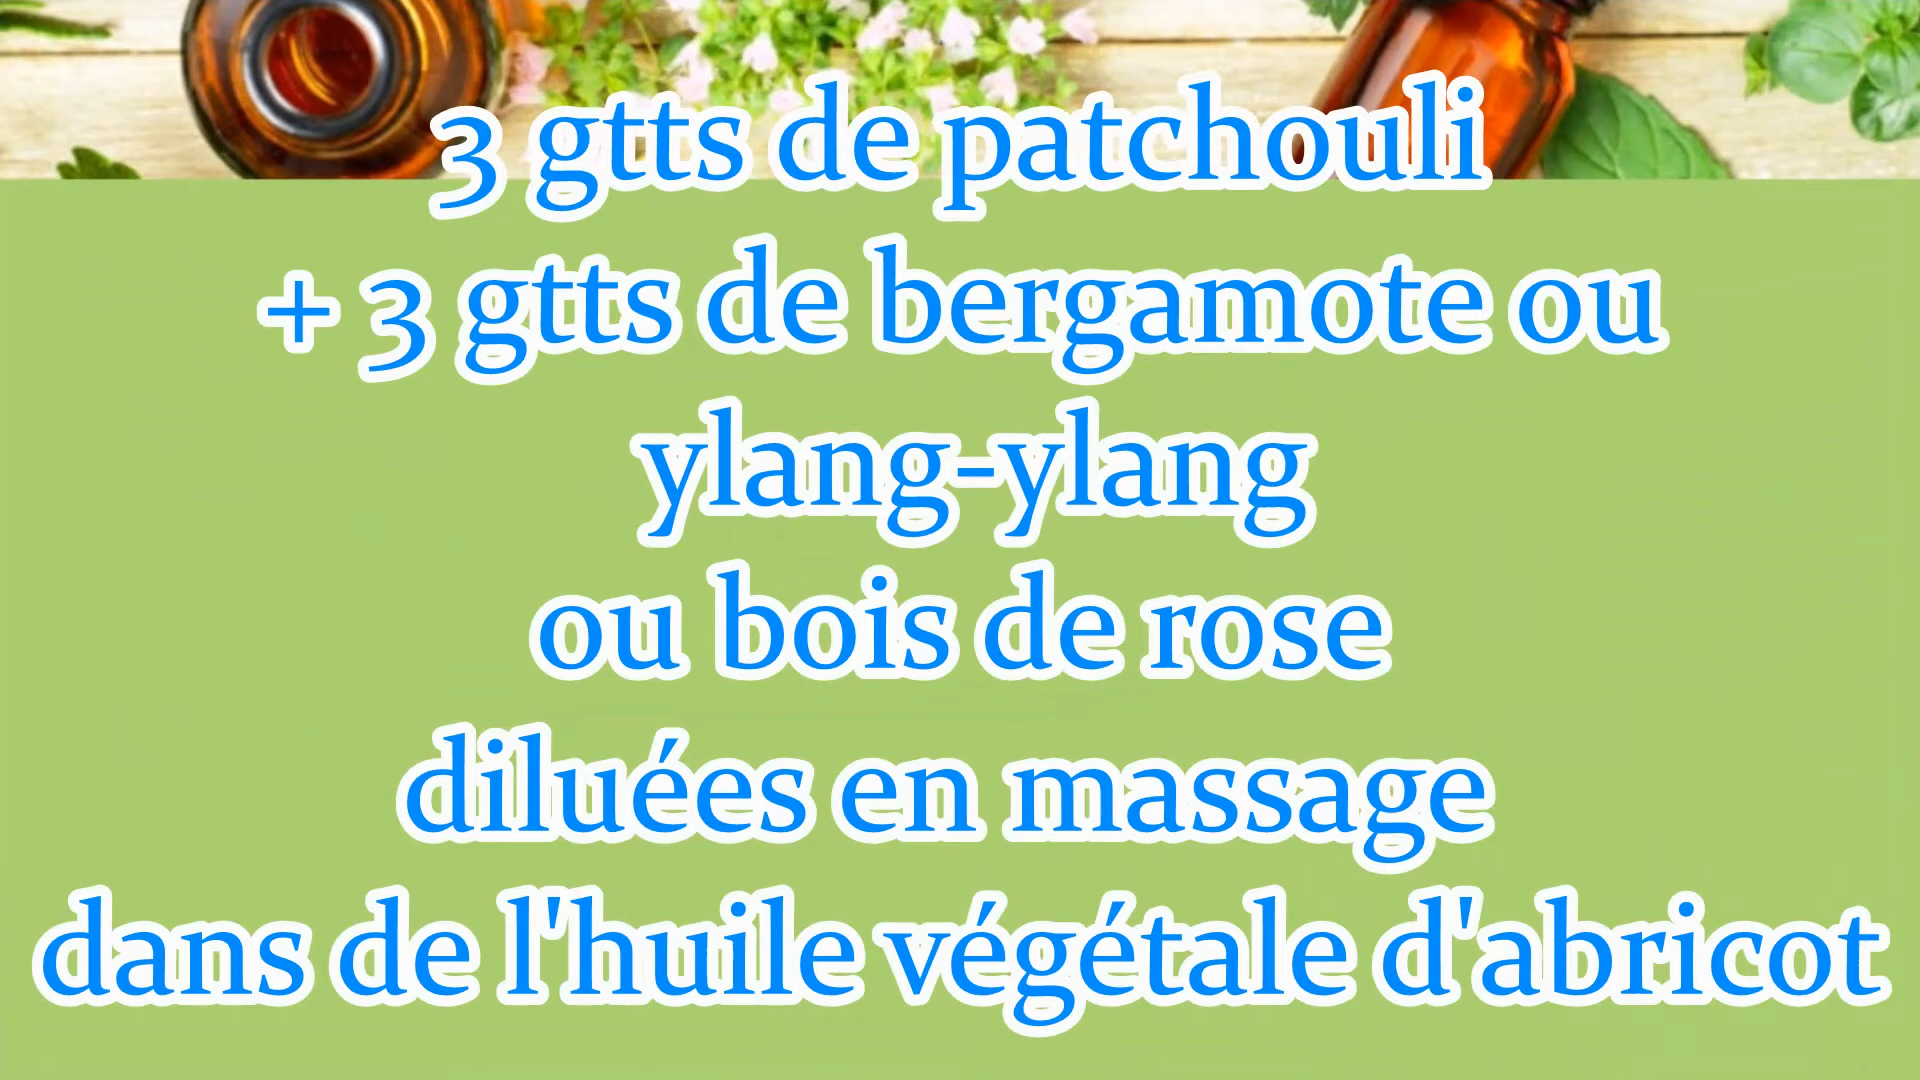 3 gtts de patchouli
+ 3 gtts de bergamote ou
ylang-ylang
ou bois de rose
diluées en massage
dans de l'huile végétale d'abricot